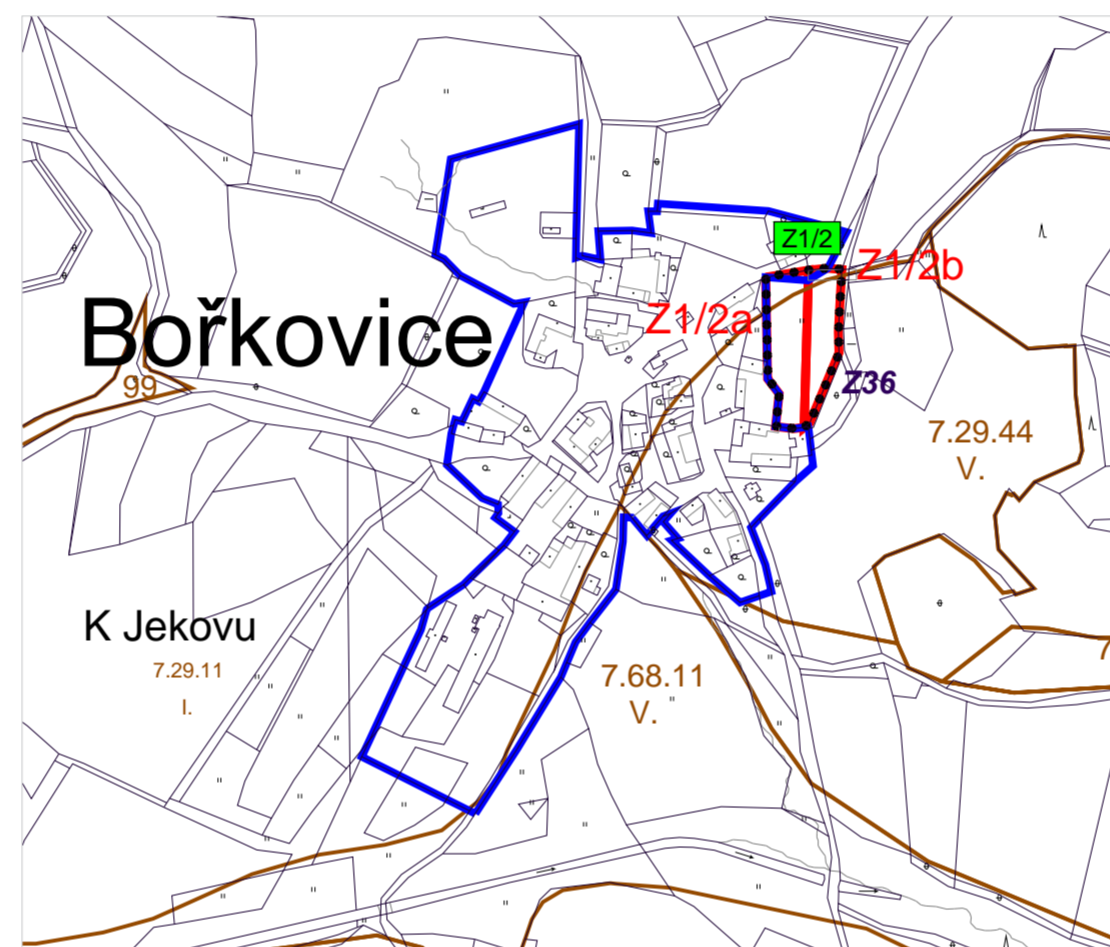 Z1/2
Z1/2b
Z1/2a
Bořkovice
99
Z36
7.29.44
V.
K Jekovu
7.29.11
I.
7.68.11
V.
7